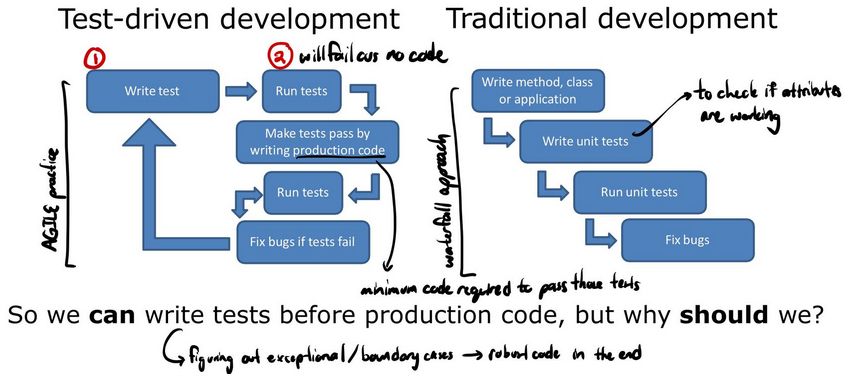 Test-driven development
① ② will fail cus no code
Write test
Run tests
Make tests pass by
writing production code
Run tests
Fix bugs if tests fail
AGILE practice
minimum code required to pass those tests
Traditional development
Write method, class
or application
Write unit tests
Run unit tests
Fix bugs
waterfall approach
to check if attributes
are working
So we can write tests before production code, but why should we?
figuring out exceptional/boundary cases → robust code in the end